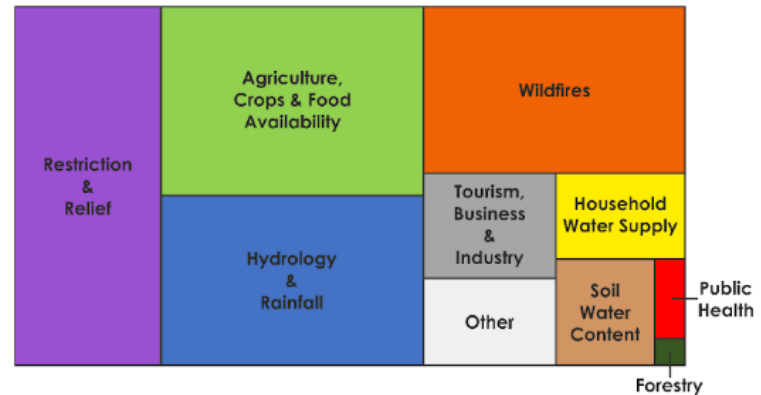 Restriction
&
Relief
Agriculture,
Crops & Food
Availability
Hydrology
&
Rainfall
Wildfires
Tourism,
Business
&
Industry
Other
Household
Water Supply
Soil
Water
Content
Public
Health
Forestry